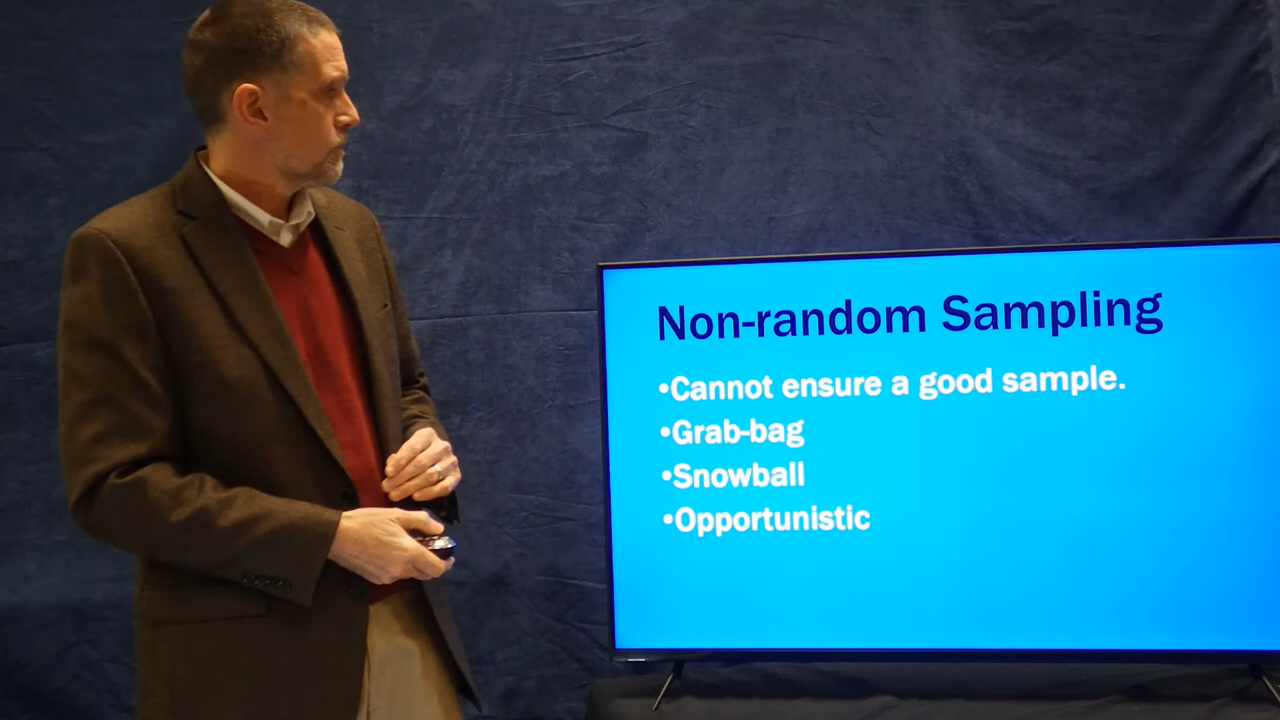 Non-random Sampling
•Cannot ensure a good sample.
•Grab-bag
•Snowball
•Opportunistic